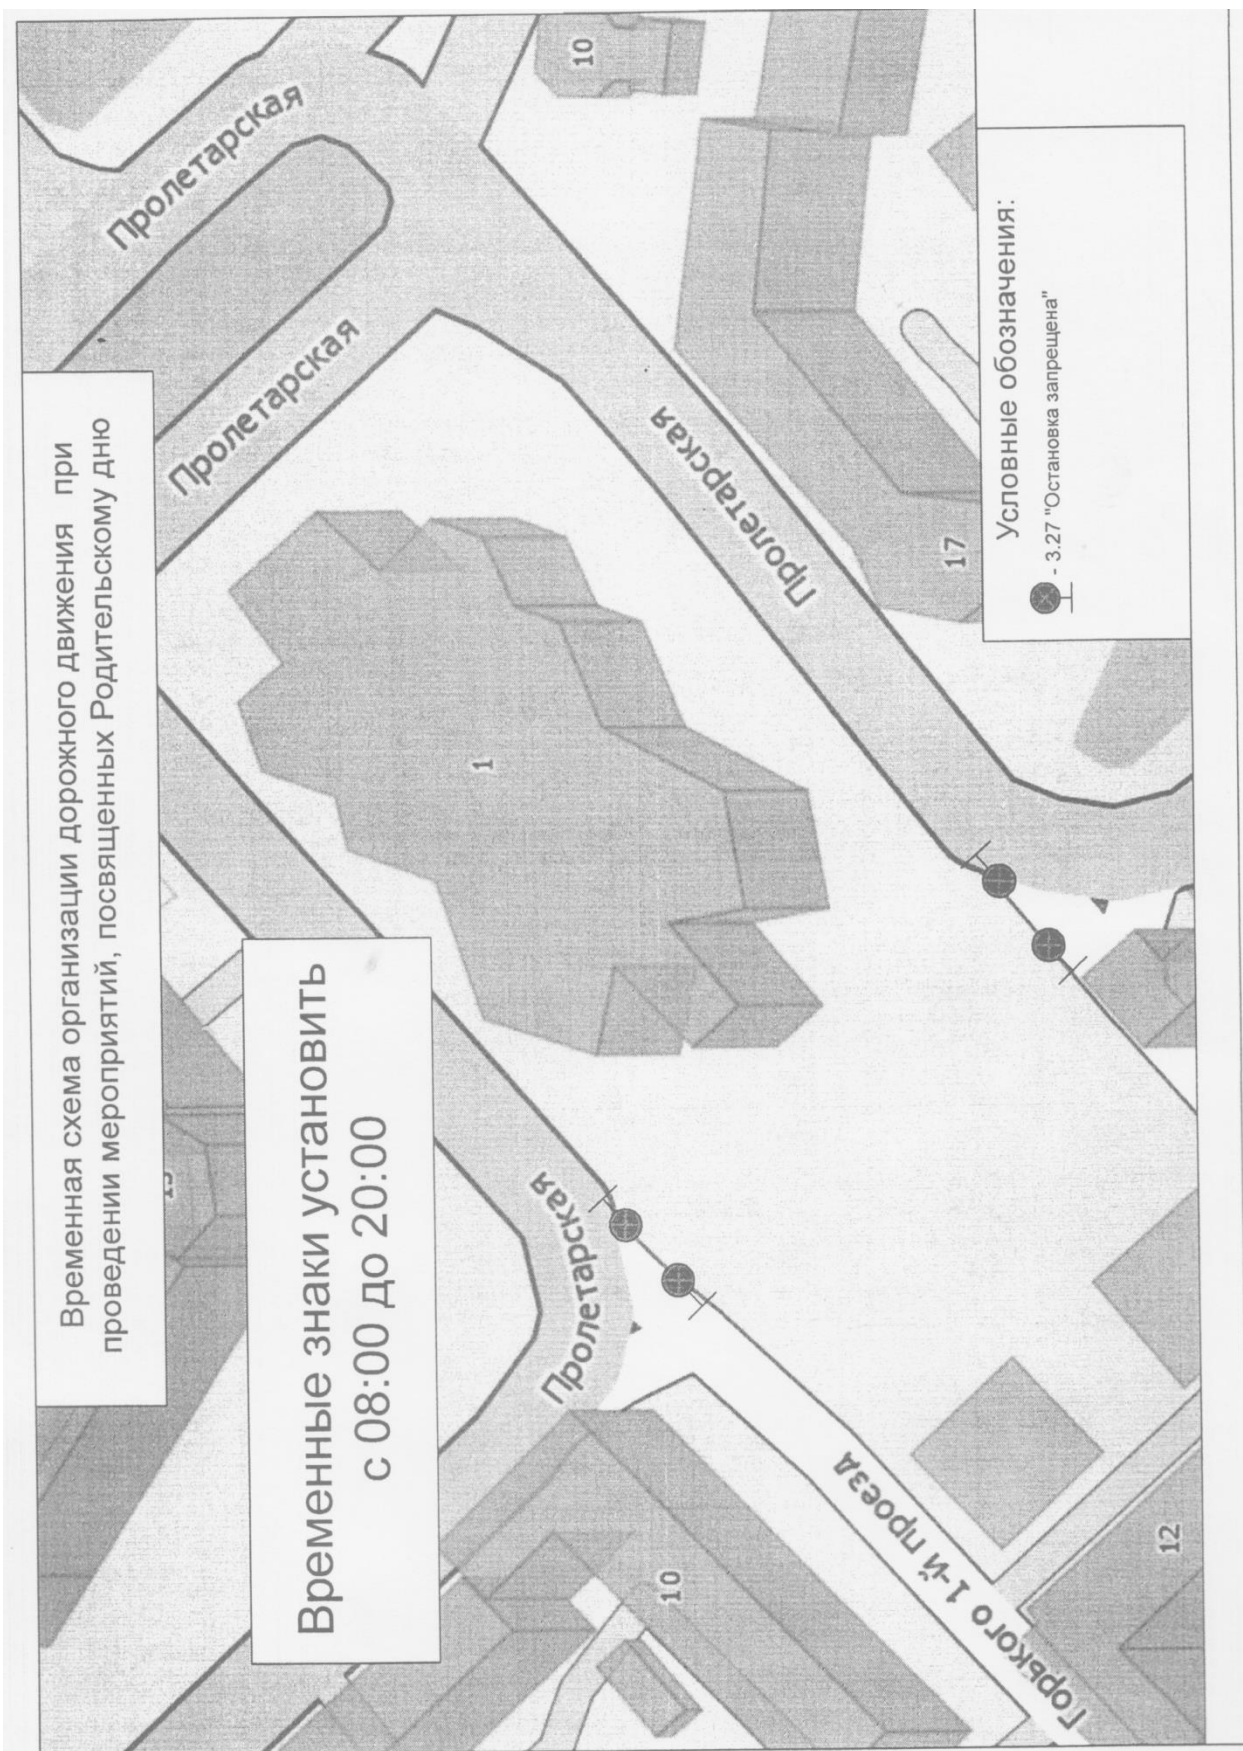 Временная схема организации дорожного движения при
проведении мероприятий, посвященных Родительскому дню
Временные знаки установить
с 08:00 до 20:00
Пролетарская
Пролетарская
Пролетарская
Пролетарская
Горького 1-й проезд
1
10
10
12
17
Условные обозначения:
- 3.27 "Остановка запрещена"